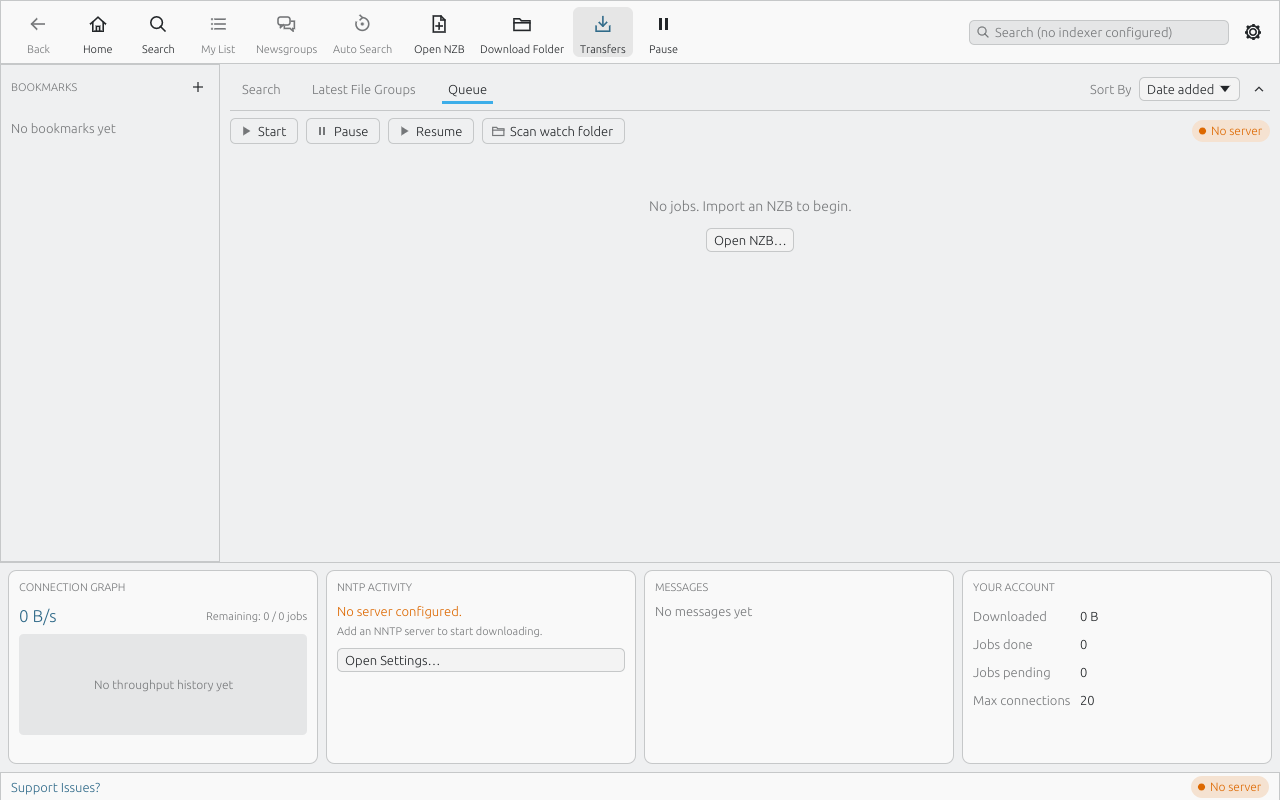 Back
Home
Search
My List
Newsgroups
Auto Search
Open NZB
Download Folder
Transfers
Pause
Search (no indexer configured)
BOOKMARKS
No bookmarks yet
Search
Latest File Groups
Queue
Sort By
Date added
Start
Pause
Resume
Scan watch folder
No server
No jobs. Import an NZB to begin.
Open NZB...
CONNECTION GRAPH
0 B/s
Remaining: 0 / 0 jobs
No throughput history yet
NNTP ACTIVITY
No server configured.
Add an NNTP server to start downloading.
Open Settings...
MESSAGES
No messages yet
YOUR ACCOUNT
Downloaded 0 B
Jobs done 0
Jobs pending 0
Max connections 20
Support Issues?
No server